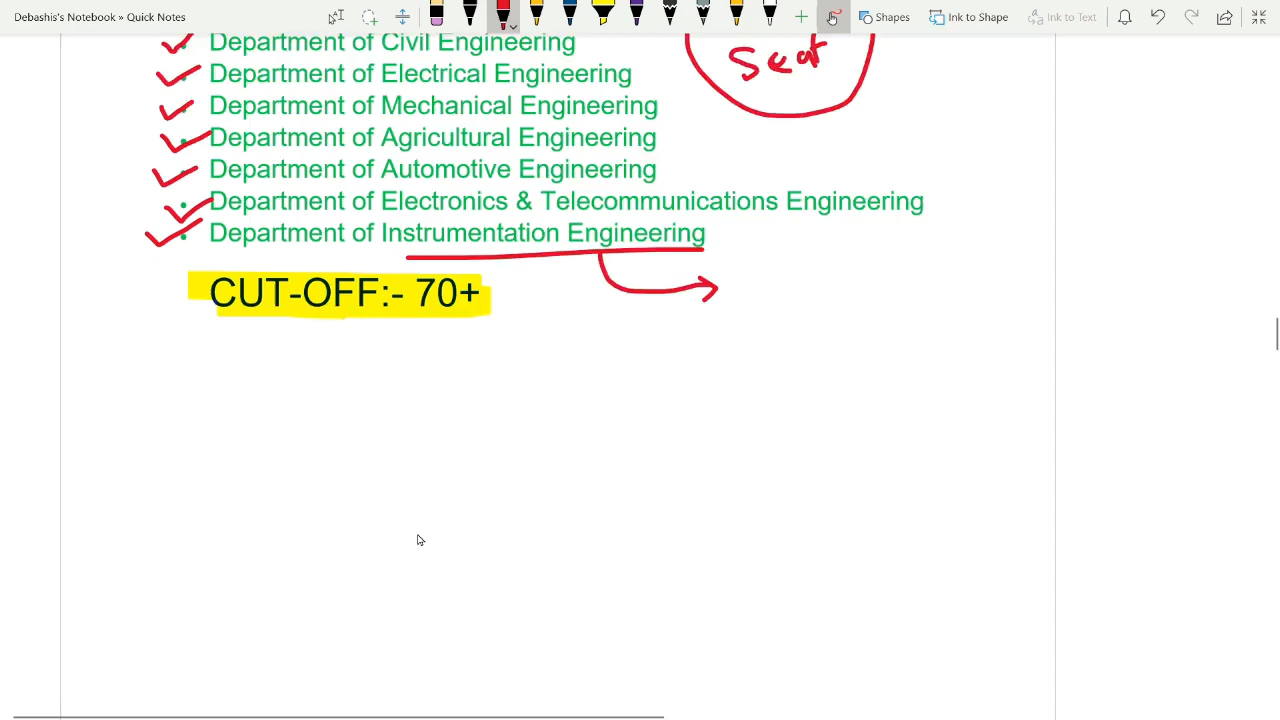 Debashis's Notebook » Quick Notes
Shapes
Ink to Shape
Ink to Text
Department of Civil Engineering
Seat
Department of Electrical Engineering
Department of Mechanical Engineering
Department of Agricultural Engineering
Department of Automotive Engineering
Department of Electronics & Telecommunications Engineering
Department of Instrumentation Engineering
CUT-OFF:- 70+